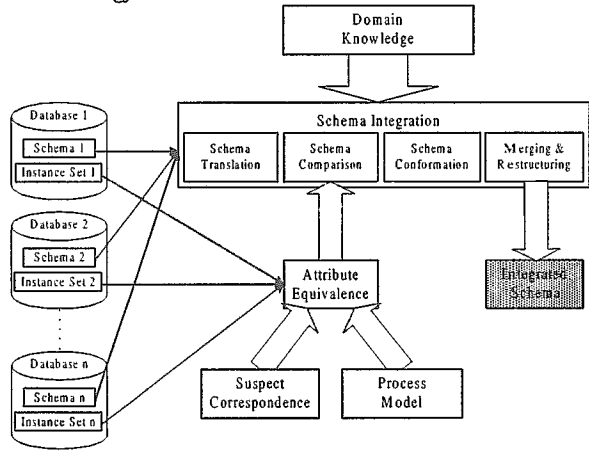 Domain
Knowledge
Schema Integration
Schema
Translation
Schema
Comparison
Schema
Conformation
Merging &
Restructuring
Database 1
Schema 1
Instance Set 1
Database 2
Schema 2
Instance Set 2
Database n
Schema n
Instance Set n
Attribute
Equivalence
Integrated
Schema
Suspect
Correspondence
Process
Model